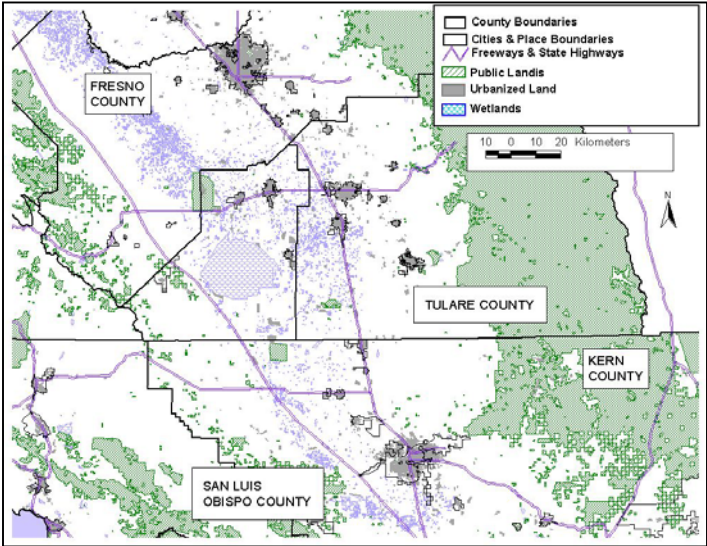 County Boundaries
Cities & Place Boundaries
Freeways & State Highways
Public Landis
Urbanized Land
Wetlands
10 0 10 20 Kilometers
N
FRESNO
COUNTY
TULARE COUNTY
KERN
COUNTY
SAN LUIS
OBISPO COUNTY